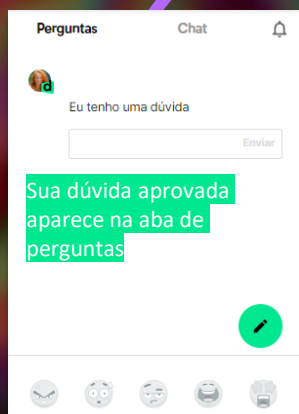 Perguntas Chat
d
Eu tenho uma dúvida
Enviar
Sua dúvida aprovada
aparece na aba de
perguntas